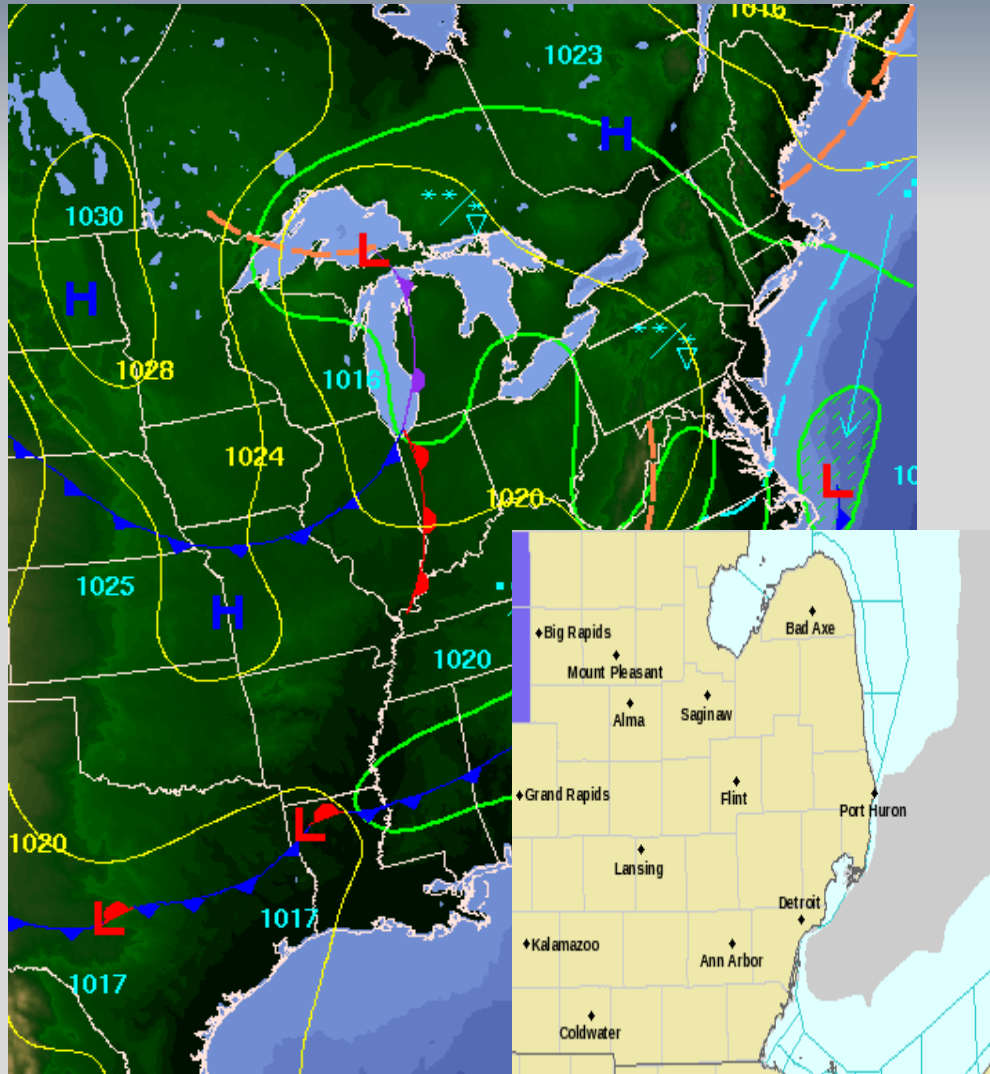 1016
1023
H
1030
L
H
1028
1016
1024
1020
L
10
1025
H
1020
1020
L
L
1017
1017
Bad Axe
Big Rapids
Mount Pleasant
Alma
Saginaw
Grand Rapids
Flint
Port Huron
Lansing
Detroit
Kalamazoo
Ann Arbor
Coldwater